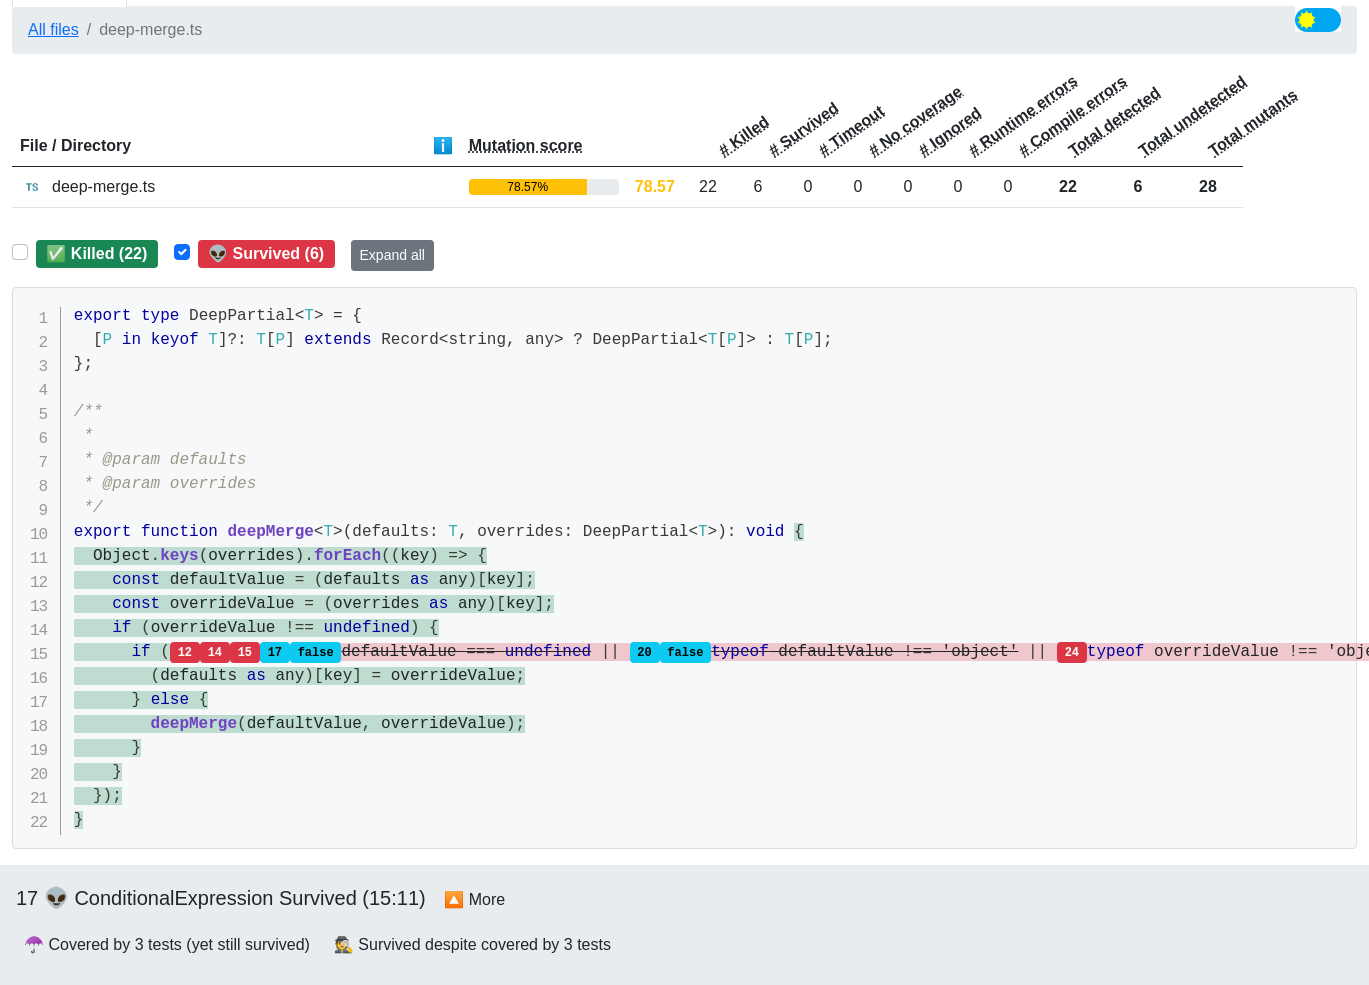 All files / deep-merge.ts
File / Directory ℹ Mutation score # Killed # Survived # Timeout # No coverage # Ignored # Runtime errors # Compile errors Total detected Total undetected Total mutants
TS deep-merge.ts 78.57% 78.57 22 6 0 0 0 0 0 22 6 28
✅ Killed (22) 👽 Survived (6) Expand all
1 export type DeepPartial<T> = {
2   [P in keyof T]?: T[P] extends Record<string, any> ? DeepPartial<T[P]> : T[P];
3 };
4
5 /**
6  *
7  * @param defaults
8  * @param overrides
9  */
10 export function deepMerge<T>(defaults: T, overrides: DeepPartial<T>): void {
11   Object.keys(overrides).forEach((key) => {
12     const defaultValue = (defaults as any)[key];
13     const overrideValue = (overrides as any)[key];
14     if (overrideValue !== undefined) {
15       if (12 14 15 17 false defaultValue === undefined || 20 false typeof defaultValue !== 'object' || 24 typeof overrideValue !== 'obje
16         (defaults as any)[key] = overrideValue;
17       } else {
18         deepMerge(defaultValue, overrideValue);
19       }
20     }
21   });
22 }
17 👽 ConditionalExpression Survived (15:11) 🔼 More
☂️ Covered by 3 tests (yet still survived) 🕵️ Survived despite covered by 3 tests